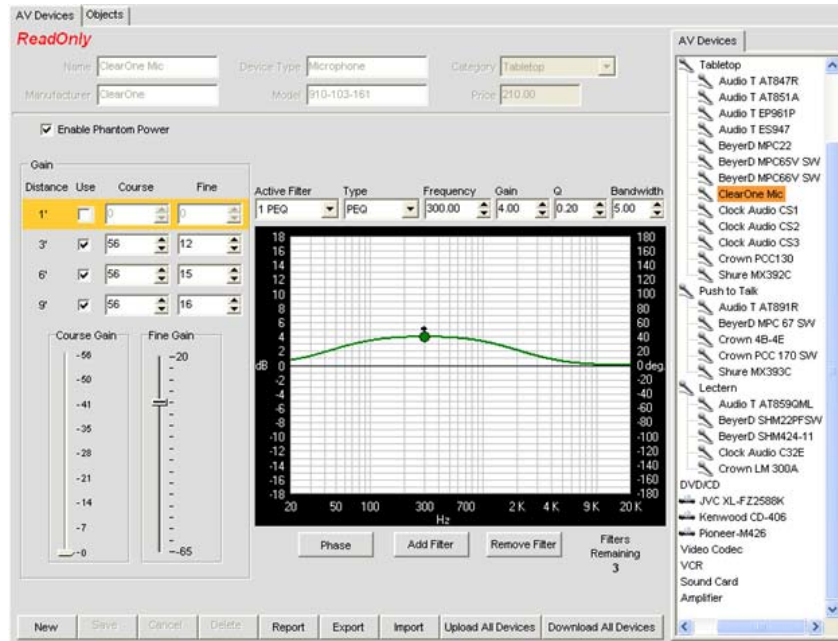 AV Devices Objects
ReadOnly
Name ClearOne Mic Device Type Microphone Category Tabletop
Manufacturer ClearOne Model 910-103-161 Price 210.00
Enable Phantom Power
Gain
Distance Use Course Fine
1' 0 0
3' 56 12
6' 56 15
9' 56 16
Course Gain Fine Gain
-56
-50
-41
-35
-28
-21
-14
-7
-0
-20
-65
Active Filter Type Frequency Gain Q Bandwidth
1 PEQ PEQ 300.00 4.00 0.20 5.00
18 180
16 160
14 140
12 120
10 100
8 80
6 60
4 40
2 20
dB 0 0 deg.
-2 -20
-4 -40
-6 -60
-8 -80
-10 -100
-12 -120
-14 -140
-16 -160
-18 -180
20 50 100 300 700 2 K 4 K 9 K 20 K
Hz
Phase Add Filter Remove Filter Filters
Remaining
3
New Save Cancel Delete Report Export Import Upload All Devices Download All Devices
AV Devices
Tabletop
Audio T AT847R
Audio T AT851A
Audio T EP961P
Audio T ES947
BeyerD MPC22
BeyerD MPC65V SW
BeyerD MPC66V SW
ClearOne Mic
Clock Audio CS1
Clock Audio CS2
Clock Audio CS3
Crown PCC130
Shure MX392C
Push to Talk
Audio T AT891R
BeyerD MPC 67 SW
Crown 4B-4E
Crown PCC 170 SW
Shure MX393C
Lectern
Audio T AT859QML
BeyerD SHM22PFSW
BeyerD SHM424-11
Clock Audio C32E
Crown LM 300A
DVD/CD
JVC XL-FZ258BK
Kenwood CD-406
Pioneer-M426
Video Codec
VCR
Sound Card
Amplifier